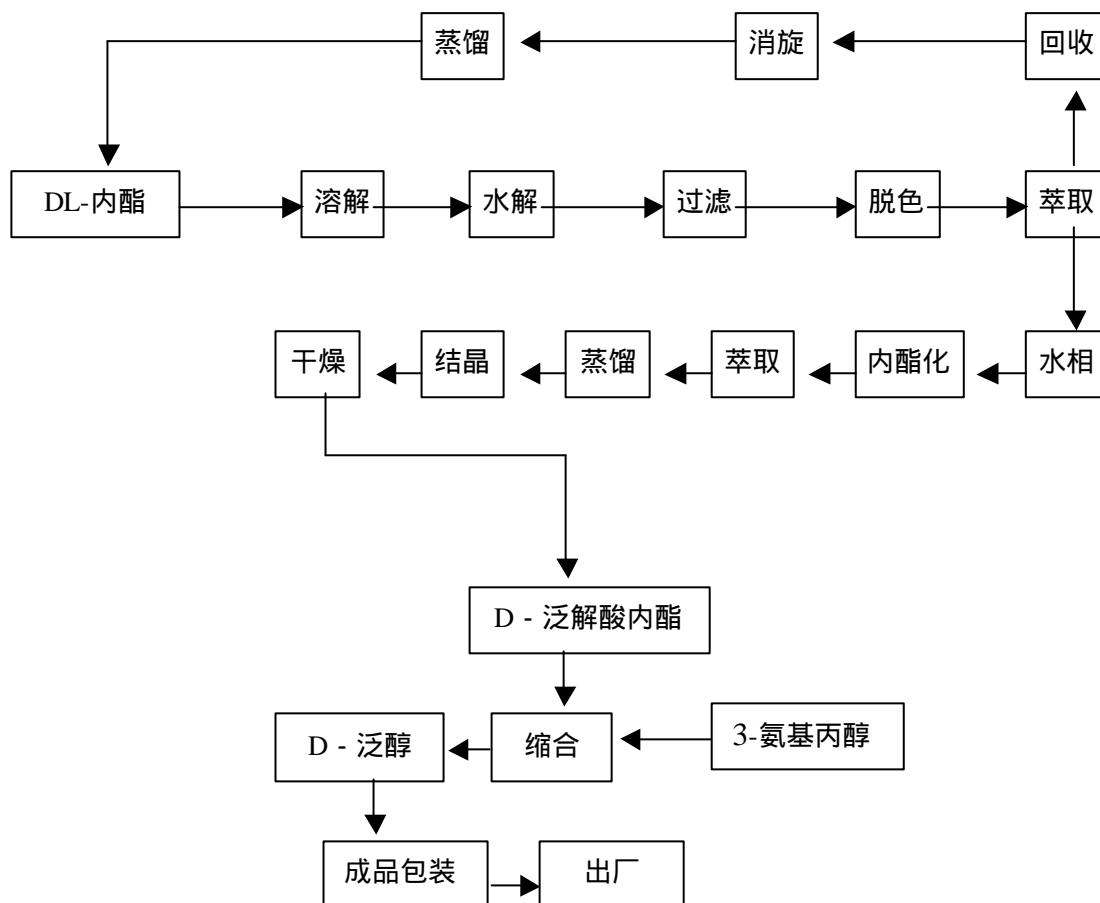 蒸馏
消旋
回收
DL-内酯
溶解
水解
过滤
脱色
萃取
干燥
结晶
蒸馏
萃取
内酯化
水相
D - 泛解酸内酯
D - 泛醇
缩合
3-氨基丙醇
成品包装
出厂